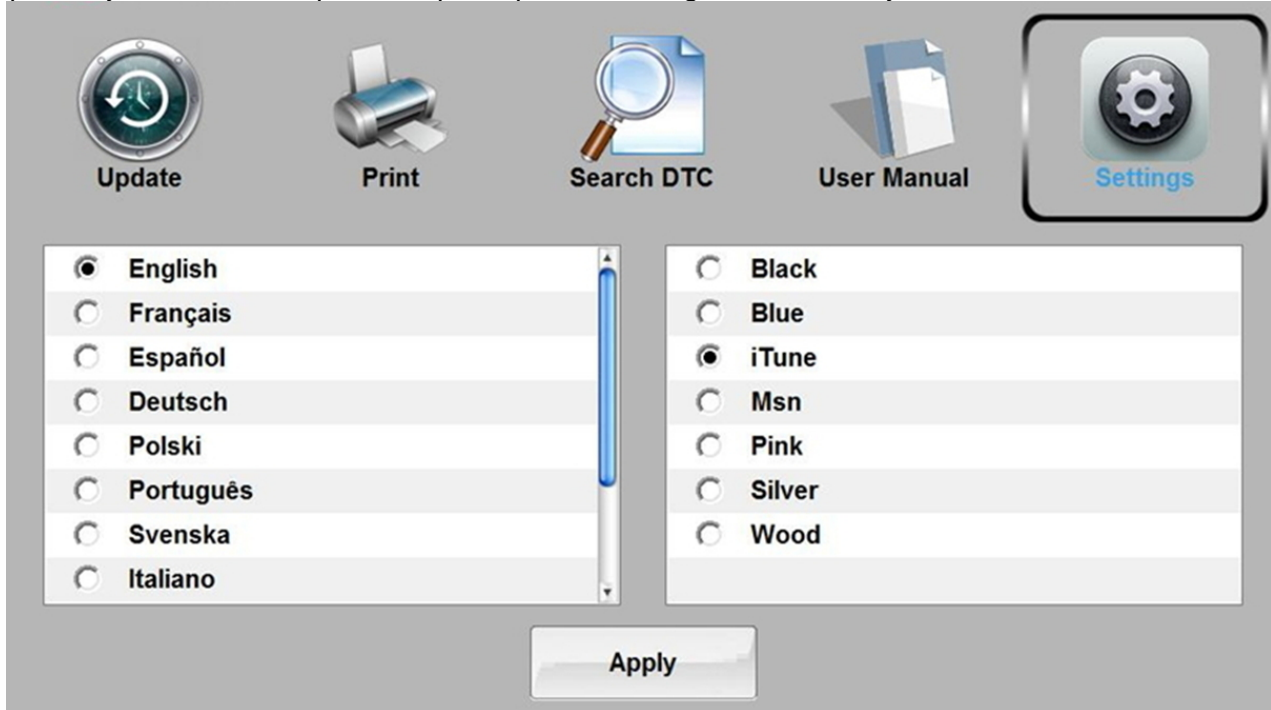 Update Print Search DTC User Manual Settings
English
Français
Español
Deutsch
Polski
Português
Svenska
Italiano
Black
Blue
iTune
Msn
Pink
Silver
Wood
Apply